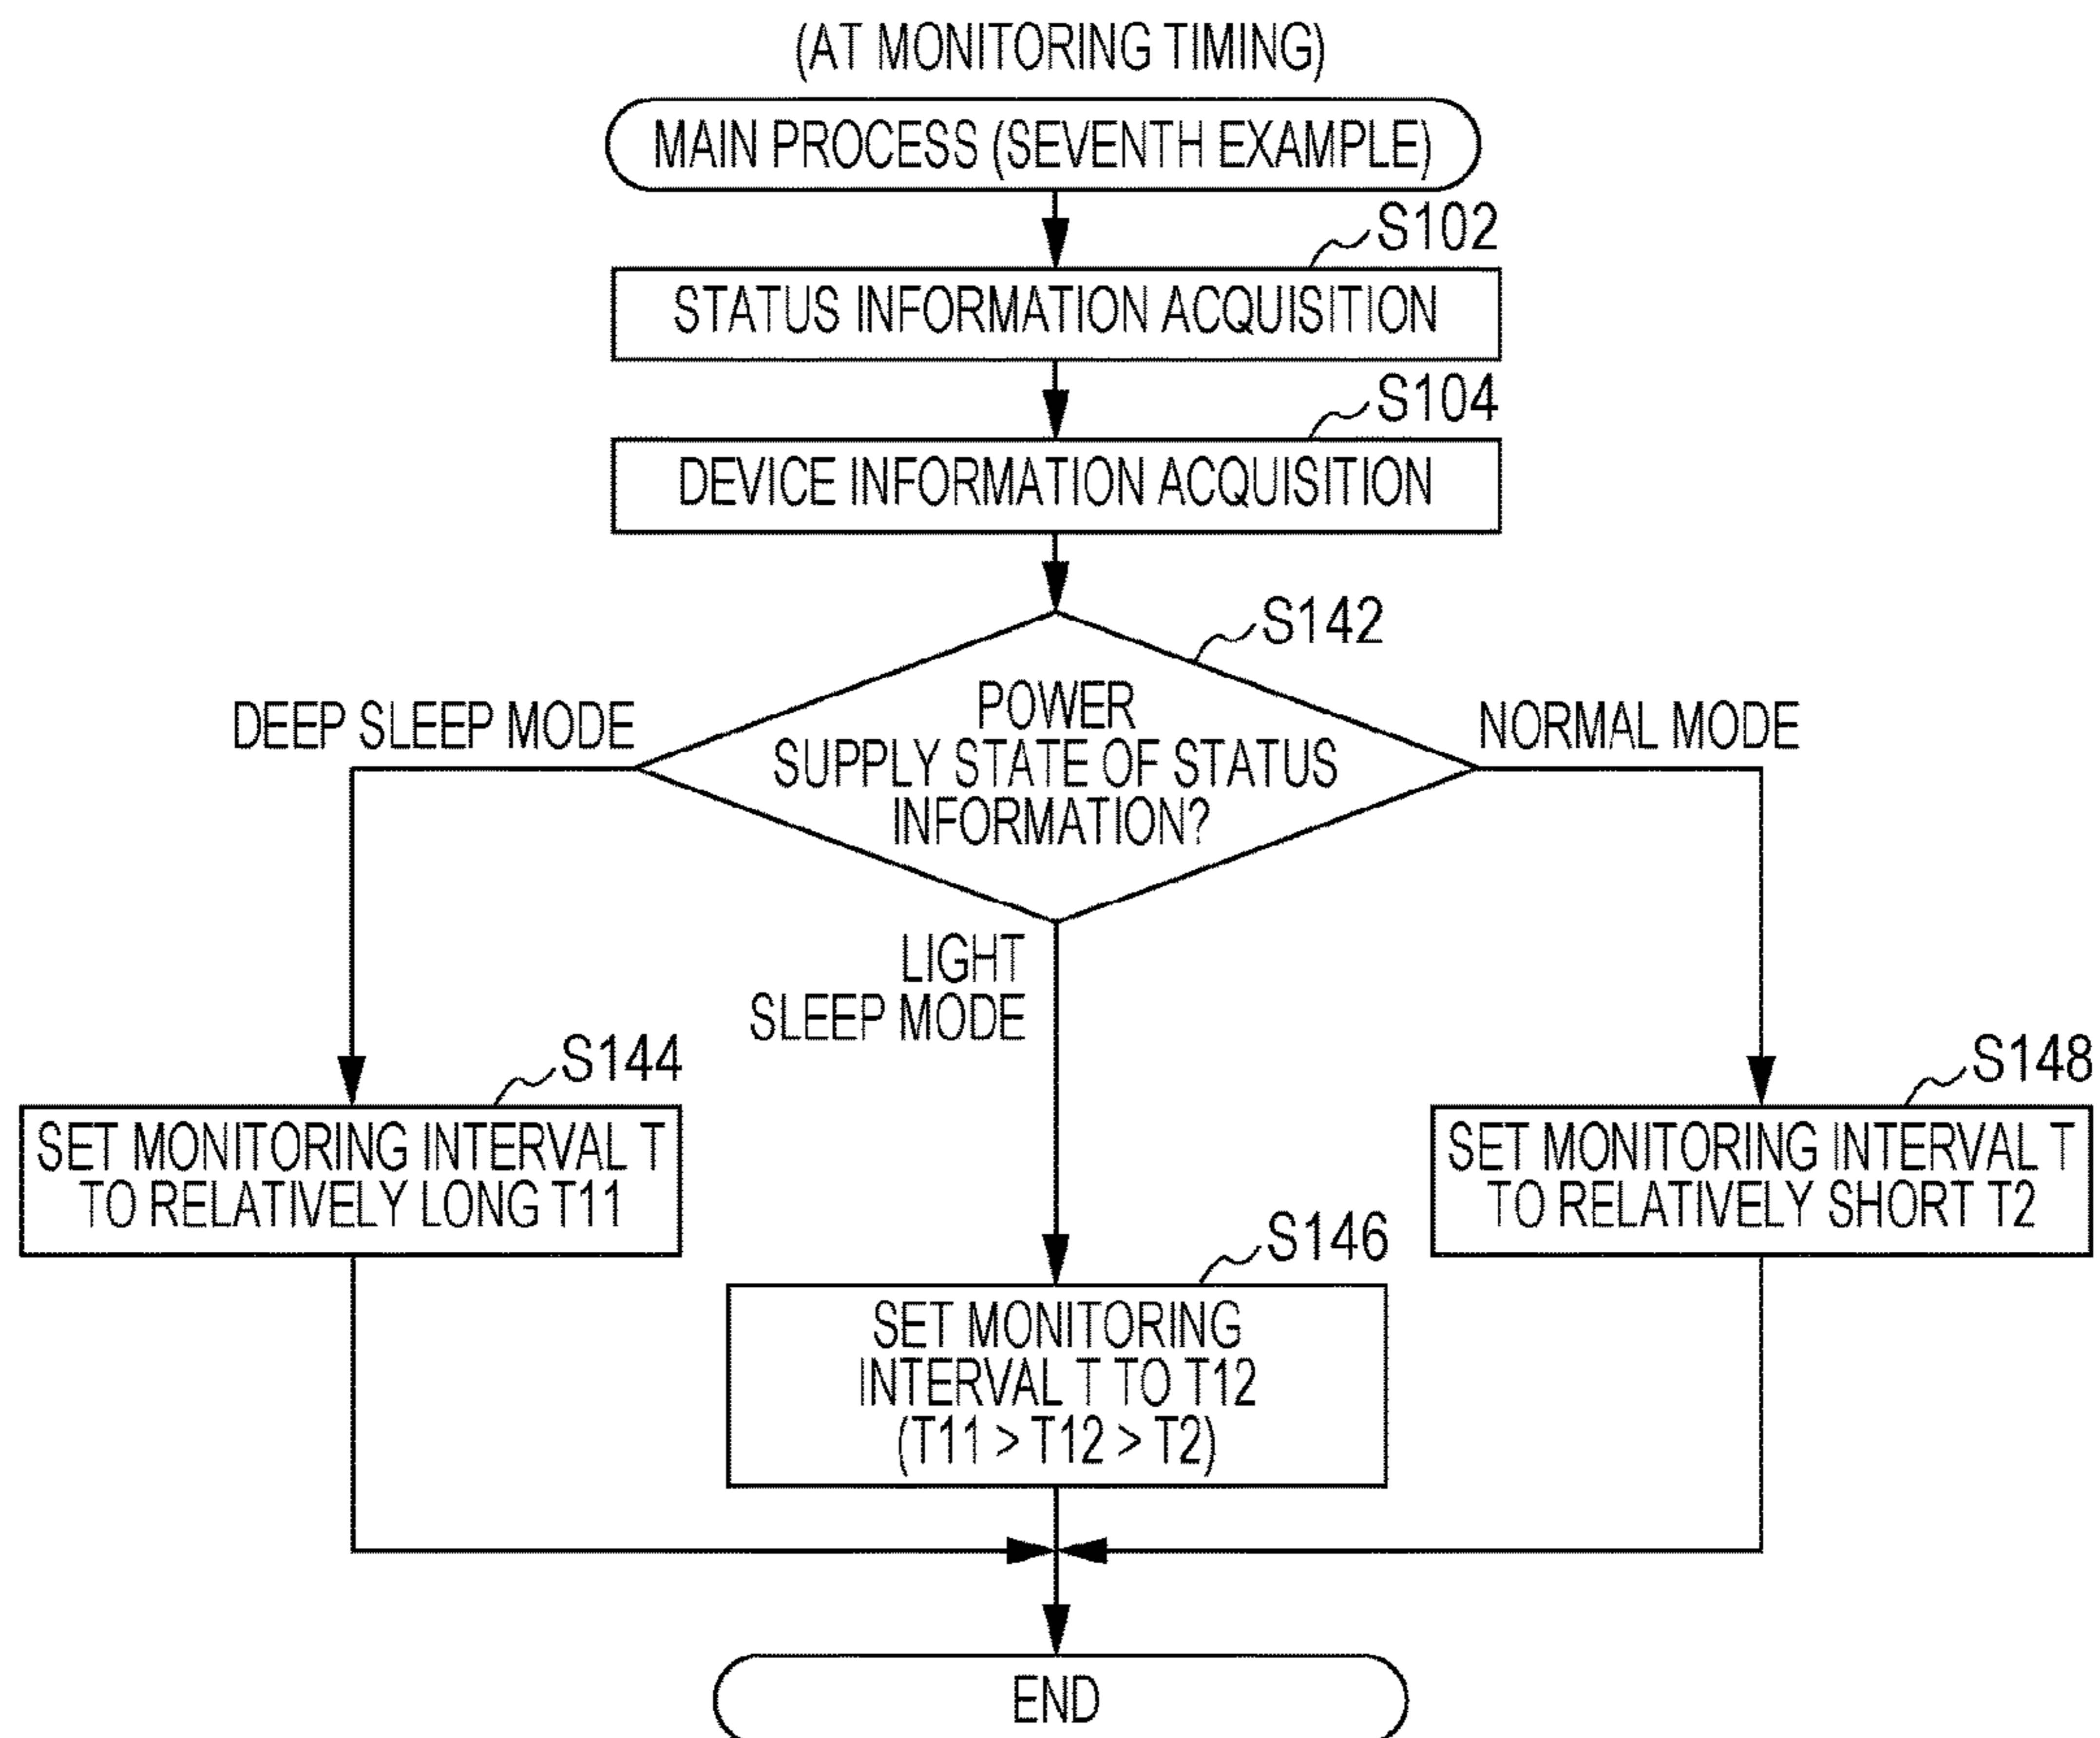 (AT MONITORING TIMING)
MAIN PROCESS (SEVENTH EXAMPLE)
S102
STATUS INFORMATION ACQUISITION
S104
DEVICE INFORMATION ACQUISITION
S142
POWER
SUPPLY STATE OF STATUS
INFORMATION?
DEEP SLEEP MODE
NORMAL MODE
LIGHT
SLEEP MODE
S144
SET MONITORING INTERVAL T
TO RELATIVELY LONG T11
S148
SET MONITORING INTERVAL T
TO RELATIVELY SHORT T2
S146
SET MONITORING
INTERVAL T TO T12
(T11 > T12 > T2)
END